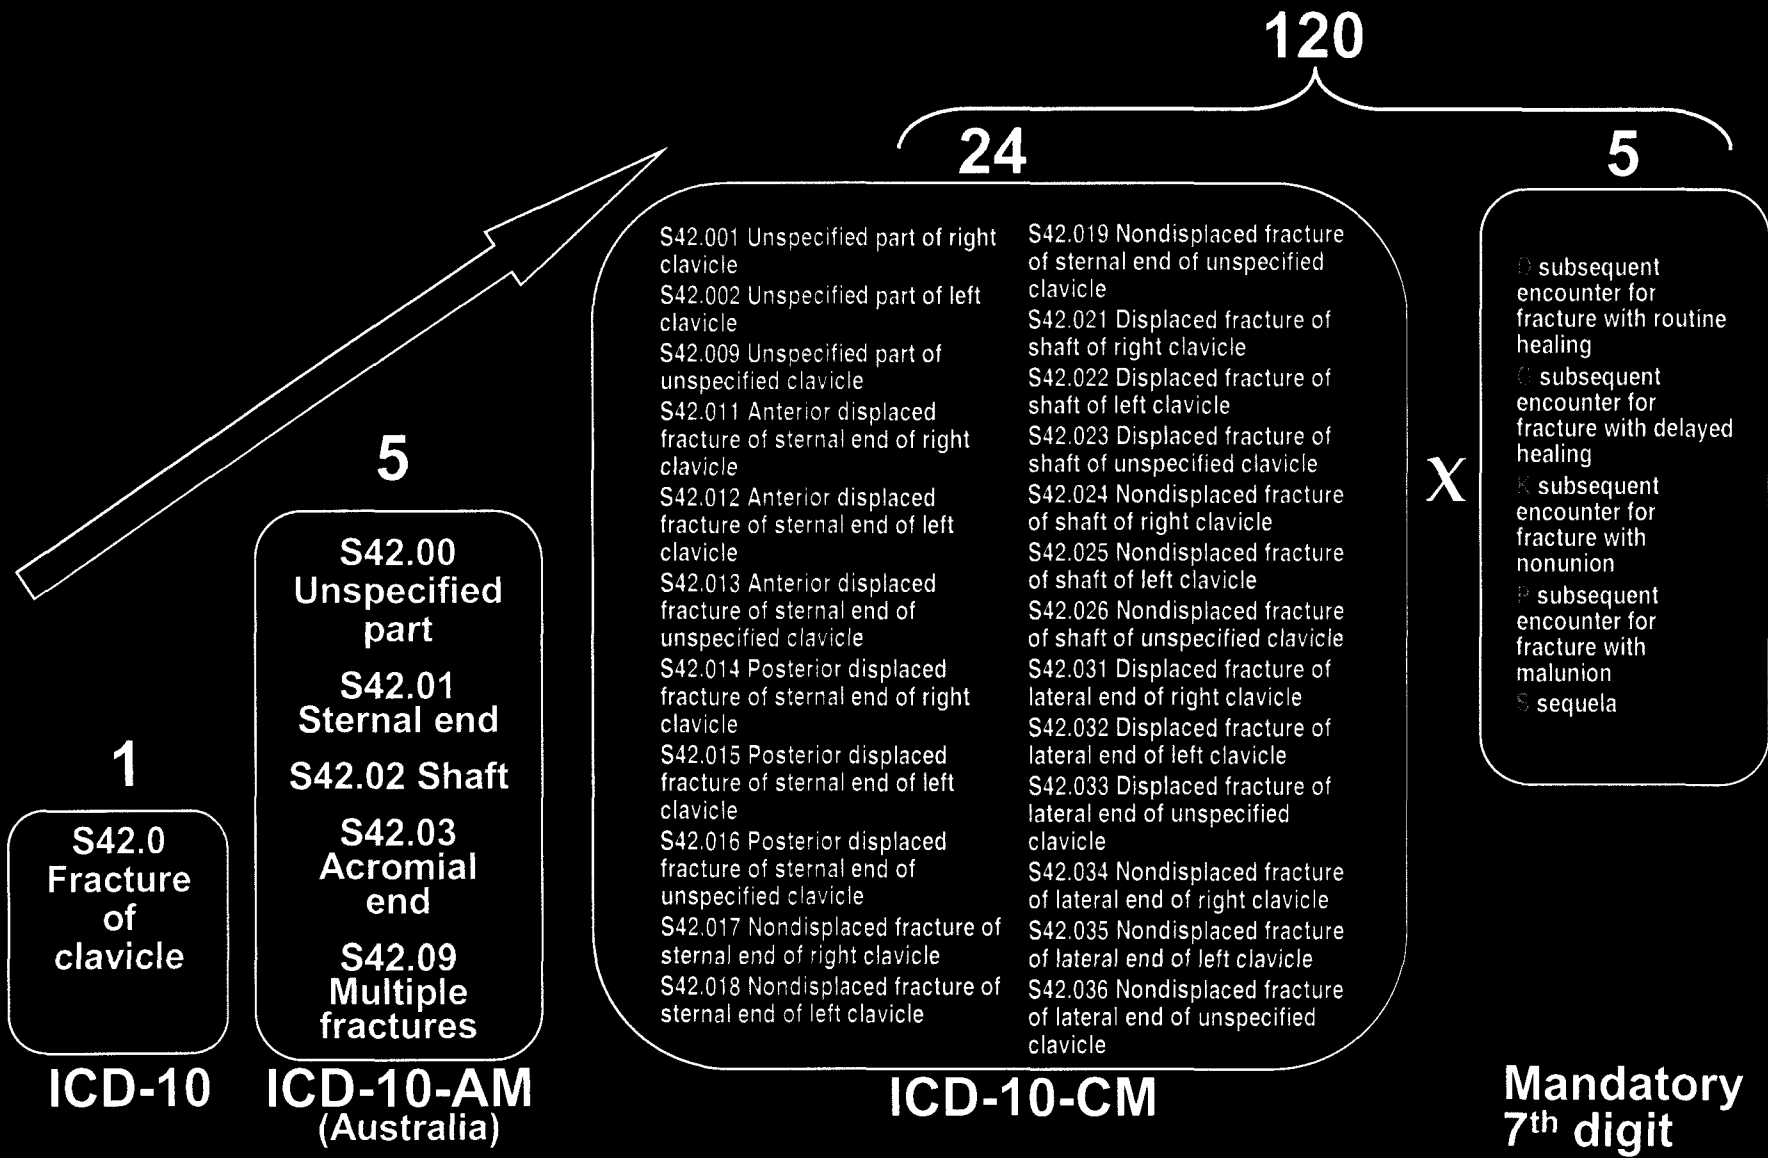 120
24
5
S42.001 Unspecified part of right
clavicle
S42.002 Unspecified part of left
clavicle
S42.009 Unspecified part of
unspecified clavicle
S42.011 Anterior displaced
fracture of sternal end of right
clavicle
S42.012 Anterior displaced
fracture of sternal end of left
clavicle
S42.013 Anterior displaced
fracture of sternal end of
unspecified clavicle
S42.014 Posterior displaced
fracture of sternal end of right
clavicle
S42.015 Posterior displaced
fracture of sternal end of left
clavicle
S42.016 Posterior displaced
fracture of sternal end of
unspecified clavicle
S42.017 Nondisplaced fracture of
sternal end of right clavicle
S42.018 Nondisplaced fracture of
sternal end of left clavicle
S42.019 Nondisplaced fracture
of sternal end of unspecified
clavicle
S42.021 Displaced fracture of
shaft of right clavicle
S42.022 Displaced fracture of
shaft of left clavicle
S42.023 Displaced fracture of
shaft of unspecified clavicle
S42.024 Nondisplaced fracture
of shaft of right clavicle
S42.025 Nondisplaced fracture
of shaft of left clavicle
S42.026 Nondisplaced fracture
of shaft of unspecified clavicle
S42.031 Displaced fracture of
lateral end of right clavicle
S42.032 Displaced fracture of
lateral end of left clavicle
S42.033 Displaced fracture of
lateral end of unspecified
clavicle
S42.034 Nondisplaced fracture
of lateral end of right clavicle
S42.035 Nondisplaced fracture
of lateral end of left clavicle
S42.036 Nondisplaced fracture
of lateral end of unspecified
clavicle
X
subsequent
encounter for
fracture with routine
healing
subsequent
encounter for
fracture with delayed
healing
K subsequent
encounter for
fracture with
nonunion
P subsequent
encounter for
fracture with
malunion
S sequela
5
S42.00
Unspecified
part
S42.01
Sternal end
S42.02 Shaft
S42.03
Acromial
end
S42.09
Multiple
fractures
1
S42.0
Fracture
of
clavicle
ICD-10
ICD-10-AM
(Australia)
ICD-10-CM
Mandatory
7th digit